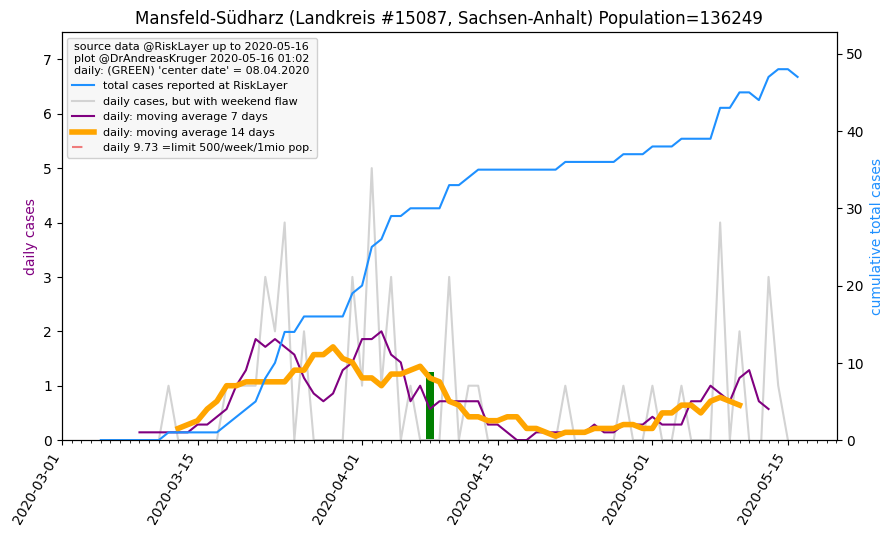 Mansfeld-Südharz (Landkreis #15087, Sachsen-Anhalt) Population=136249
source data @RiskLayer up to 2020-05-16
plot @DrAndreasKruger 2020-05-16 01:02
daily: (GREEN) 'center date' = 08.04.2020
total cases reported at RiskLayer
daily cases, but with weekend flaw
daily: moving average 7 days
daily: moving average 14 days
daily 9.73 =limit 500/week/1mio pop.
daily cases
7
6
5
4
3
2
1
0
cumulative total cases
50
40
30
20
10
0
2020-03-01
2020-03-15
2020-04-01
2020-04-15
2020-05-01
2020-05-15